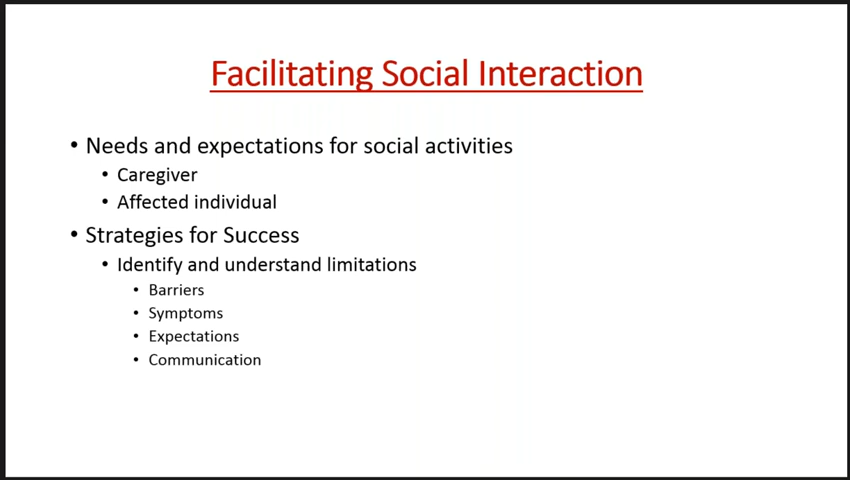 Facilitating Social Interaction
• Needs and expectations for social activities
• Caregiver
• Affected individual
• Strategies for Success
• Identify and understand limitations
• Barriers
• Symptoms
• Expectations
• Communication